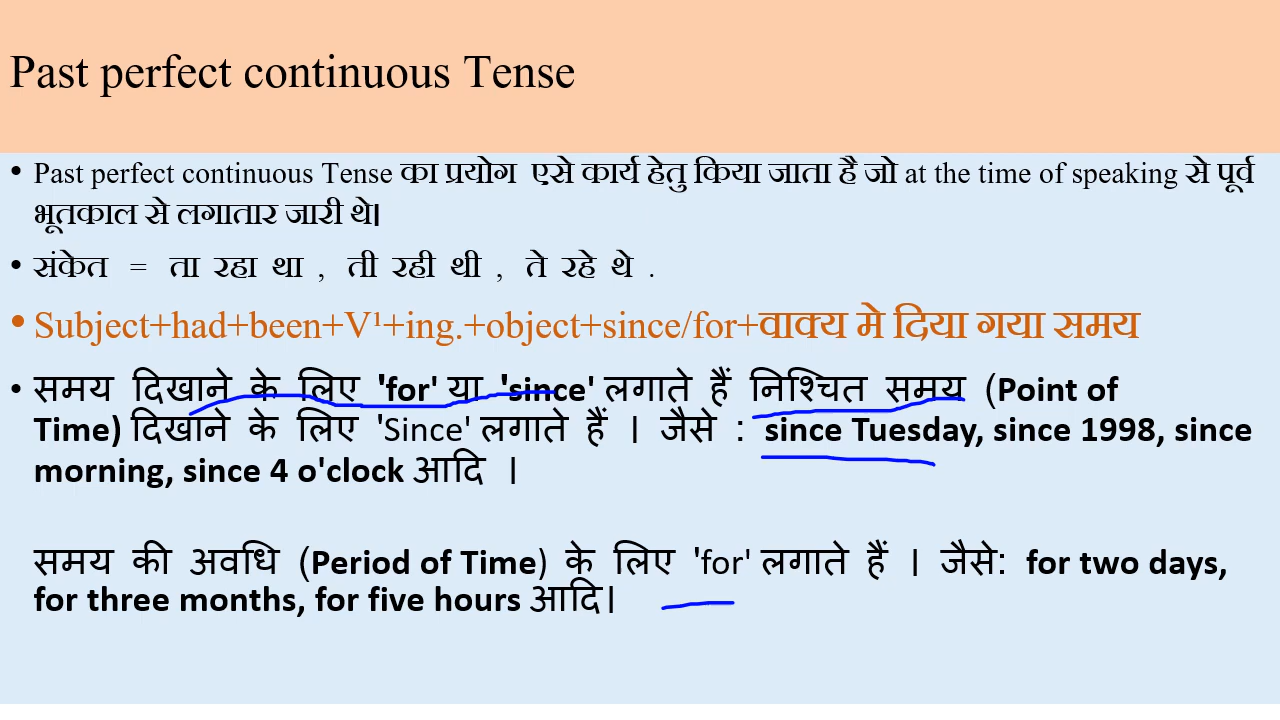 Past perfect continuous Tense
• Past perfect continuous Tense का प्रयोग एसे कार्य हेतु किया जाता है जो at the time of speaking से पूर्व
भूतकाल से लगातार जारी थे।
• संकेत = ता रहा था , ती रही थी , ते रहे थे .
• Subject+had+been+V¹+ing.+object+since/for+वाक्य मे दिया गया समय
• समय दिखाने के लिए 'for' या 'since' लगाते हैं निश्चित समय (Point of
Time) दिखाने के लिए 'Since' लगाते हैं । जैसे : since Tuesday, since 1998, since
morning, since 4 o'clock आदि ।
समय की अवधि (Period of Time) के लिए 'for' लगाते हैं । जैसे: for two days,
for three months, for five hours आदि।